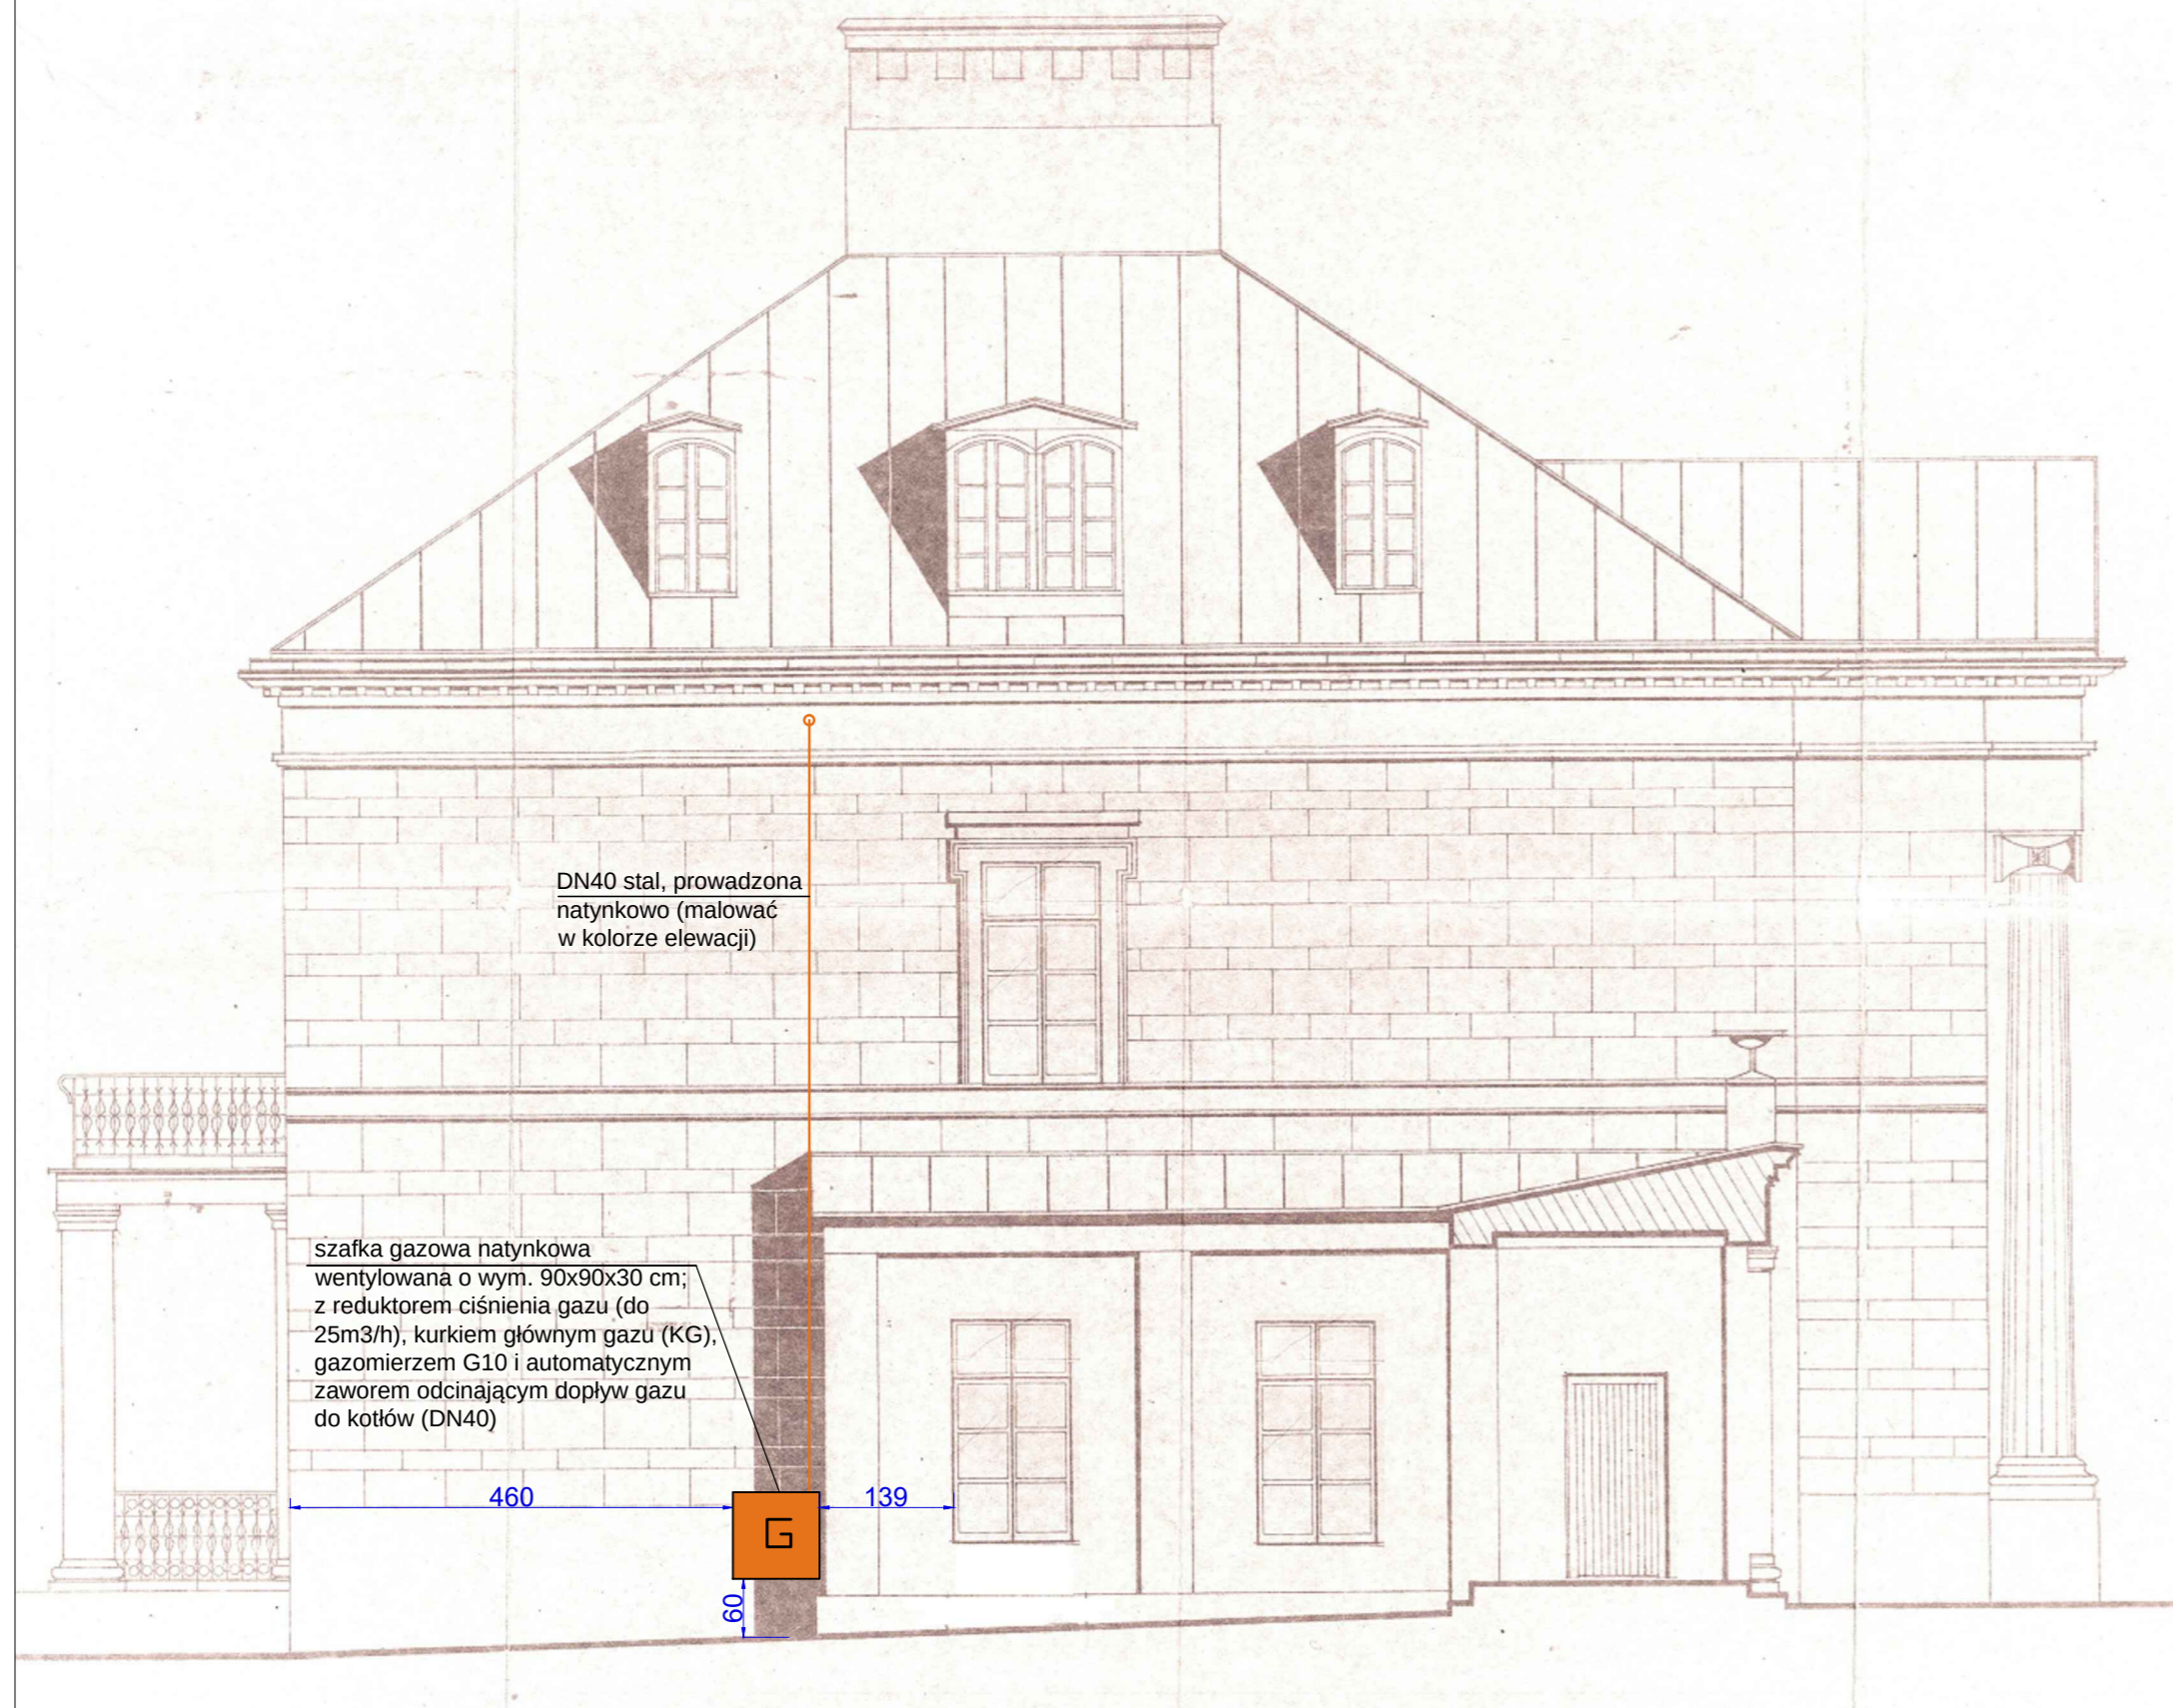 DN40 stal, prowadzona
natynkowo (malować
w kolorze elewacji)
szafka gazowa natynkowa
wentylowana o wym. 90x90x30 cm;
z reduktorem ciśnienia gazu (do
25m3/h), kurkiem głównym gazu (KG),
gazomierzem G10 i automatycznym
zaworem odcinającym dopływ gazu
do kotłów (DN40)
460
139
G
60